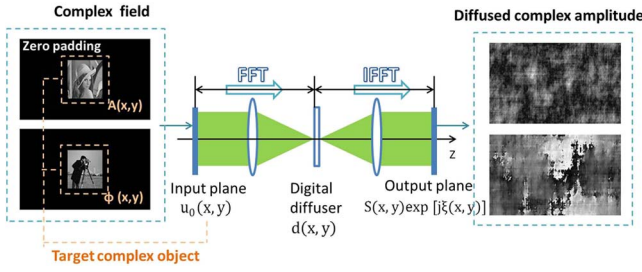 Complex field
Zero padding
A(x,y)
ϕ (x,y)
Target complex object
FFT
IFFT
z
Input plane
u₀(x, y)
Digital
diffuser
d(x, y)
Output plane
S(x, y)exp [jξ(x, y)]
Diffused complex amplitude